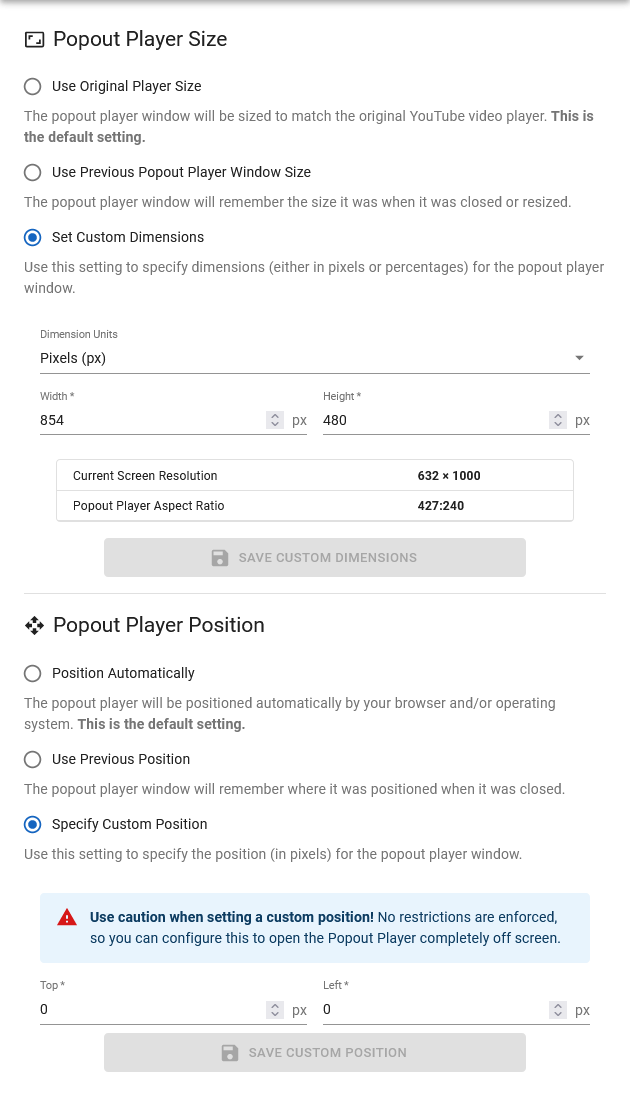 Popout Player Size
Use Original Player Size
The popout player window will be sized to match the original YouTube video player. This is
the default setting.
Use Previous Popout Player Window Size
The popout player window will remember the size it was when it was closed or resized.
Set Custom Dimensions
Use this setting to specify dimensions (either in pixels or percentages) for the popout player
window.
Dimension Units
Pixels (px)
Width * Height *
854 px 480 px
Current Screen Resolution 632 × 1000
Popout Player Aspect Ratio 427:240
SAVE CUSTOM DIMENSIONS
Popout Player Position
Position Automatically
The popout player will be positioned automatically by your browser and/or operating
system. This is the default setting.
Use Previous Position
The popout player window will remember where it was positioned when it was closed.
Specify Custom Position
Use this setting to specify the position (in pixels) for the popout player window.
Use caution when setting a custom position! No restrictions are enforced,
so you can configure this to open the Popout Player completely off screen.
Top * Left *
0 px 0 px
SAVE CUSTOM POSITION